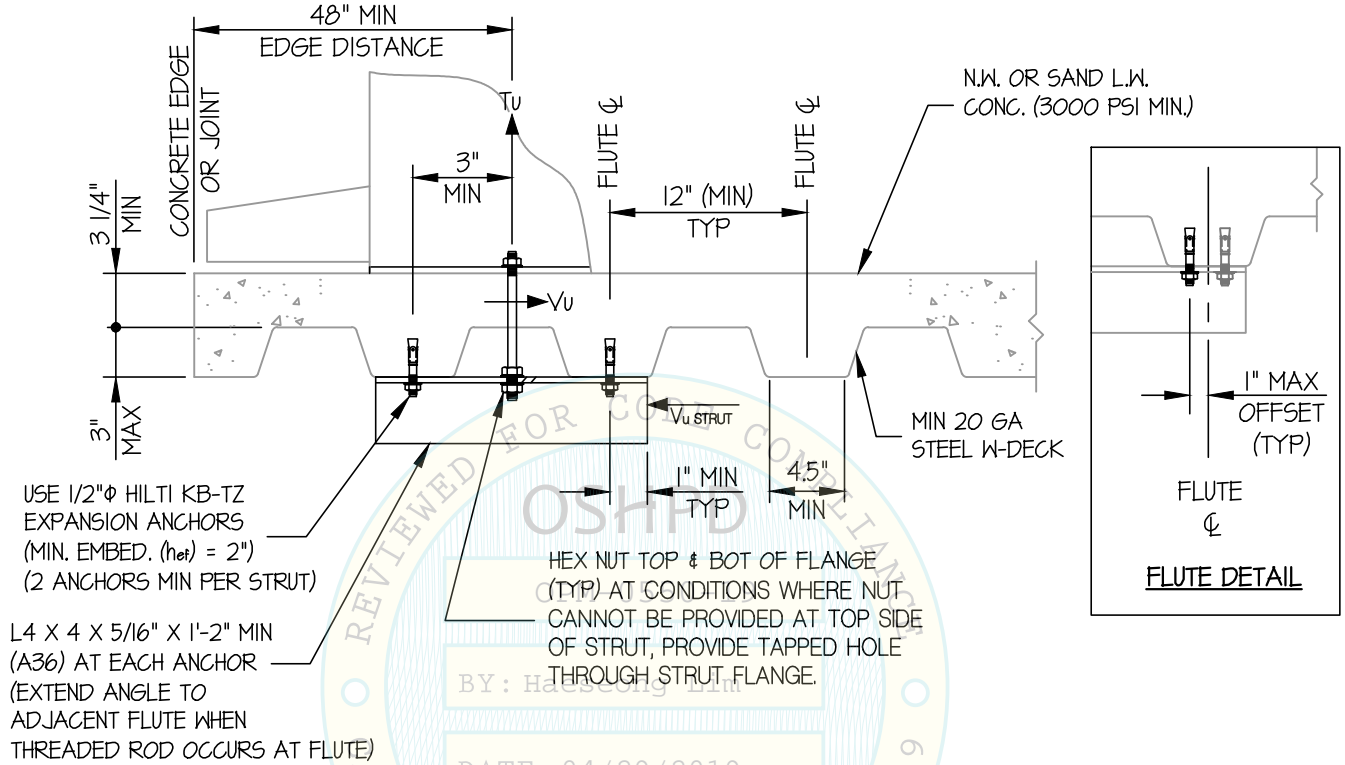 48" MIN
EDGE DISTANCE
CONCRETE EDGE
OR JOINT
Tu
3"
MIN
FLUTE ℄
FLUTE ℄
12" (MIN)
TYP
N.W. OR SAND L.W.
CONC. (3000 PSI MIN.)
3 1/4"
MIN
3"
MAX
Vu
Vu STRUT
1" MIN
TYP
4.5"
MIN
MIN 20 GA
STEEL W-DECK
1" MAX
OFFSET
(TYP)
FLUTE
℄
FLUTE DETAIL
USE 1/2"Φ HILTI KB-TZ
EXPANSION ANCHORS
(MIN. EMBED. (hef) = 2")
(2 ANCHORS MIN PER STRUT)
L4 X 4 X 5/16" X 1'-2" MIN
(A36) AT EACH ANCHOR
(EXTEND ANGLE TO
ADJACENT FLUTE WHEN
THREADED ROD OCCURS AT FLUTE)
HEX NUT TOP & BOT OF FLANGE
(TYP) AT CONDITIONS WHERE NUT
CANNOT BE PROVIDED AT TOP SIDE
OF STRUT, PROVIDE TAPPED HOLE
THROUGH STRUT FLANGE.
REVIEWED FOR CODE COMPLIANCE
OSHPD
BY: Haeseong Lim